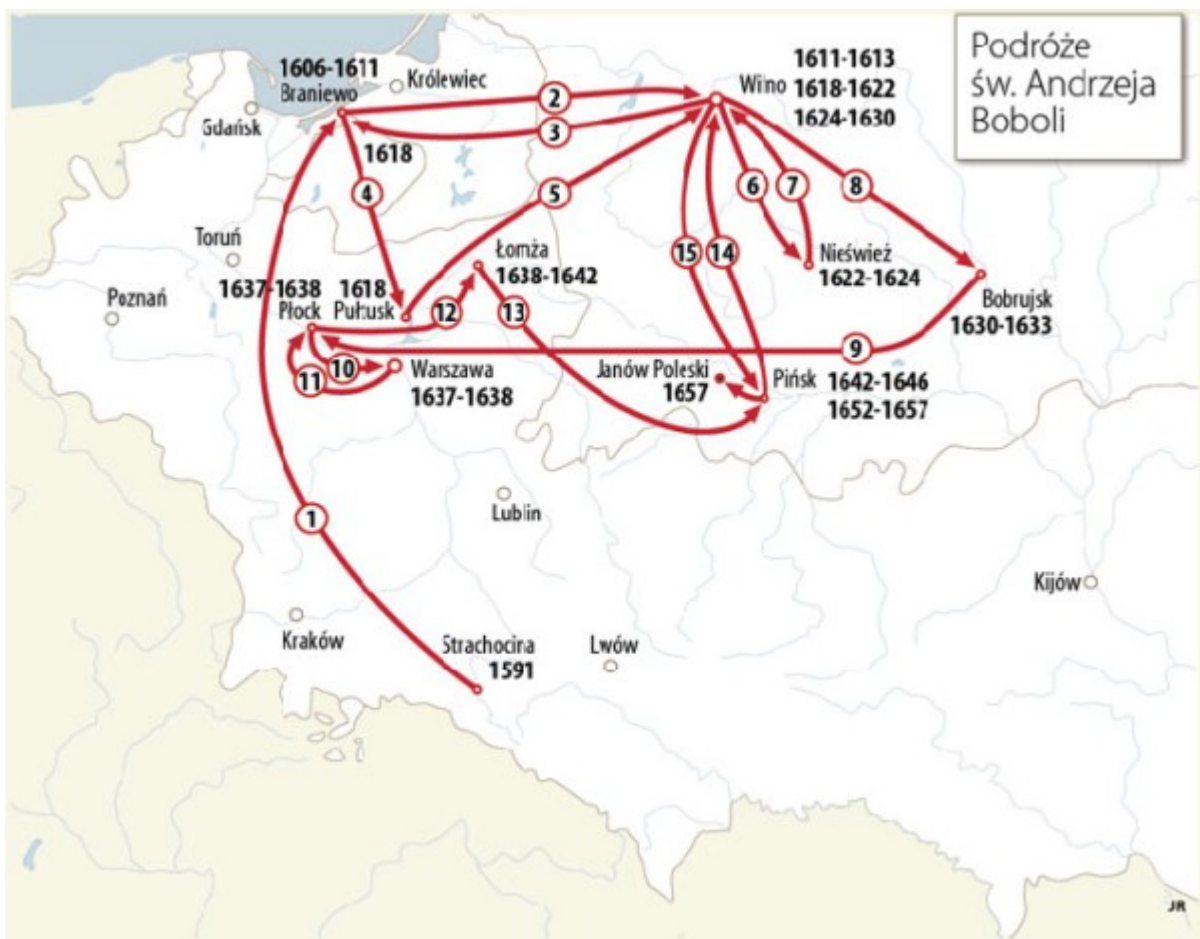 Podróże
św. Andrzeja
Boboli
1606-1611
Braniewo
Królewiec
Gdańsk
1618
2
3
4
5
Wilno
1611-1613
1618-1622
1624-1630
6
7
8
15
14
Nieśwież
1622-1624
Bobrujsk
1630-1633
Toruń
Poznań
1637-1638
Płock
1618
Pułtusk
Łomża
1638-1642
12
13
9
10
11
Warszawa
1637-1638
Janów Poleski
1657
Pińsk
1642-1646
1652-1657
1
Lublin
Kijów
Kraków
Strachocina
1591
Lwów
JR